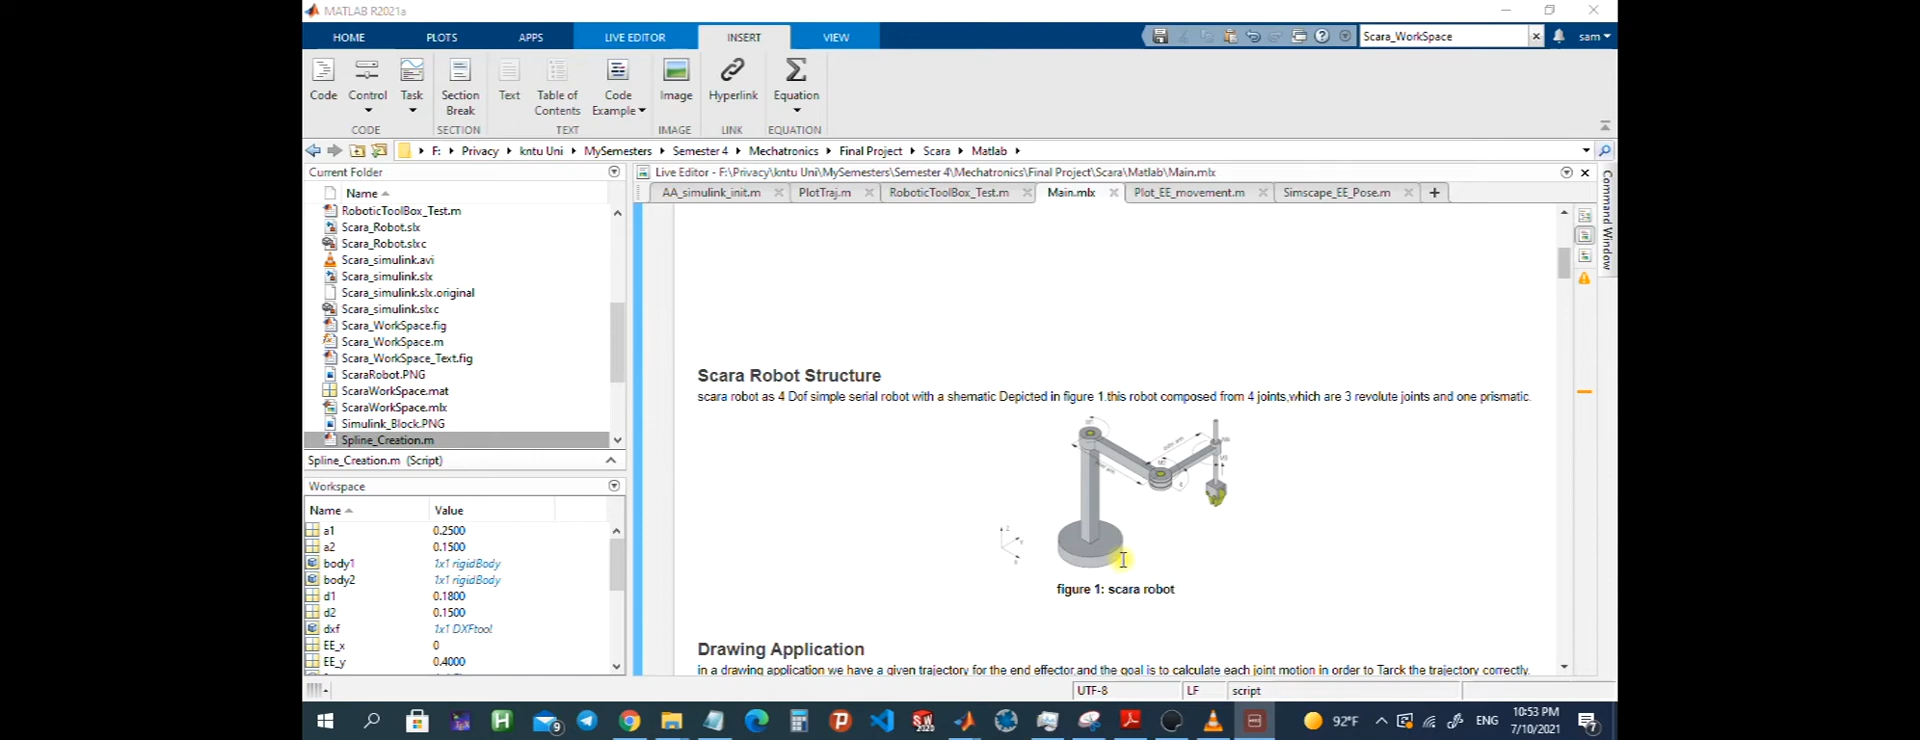 MATLAB R2021a
HOME PLOTS APPS LIVE EDITOR INSERT VIEW Scara_WorkSpace sam
Code Control Task Section Break Text Table of Contents Code Example Image Hyperlink Equation
CODE SECTION TEXT IMAGE LINK EQUATION
F: Privacy kntu Uni MySemesters Semester 4 Mechatronics Final Project Scara Matlab
Current Folder
Name
RoboticToolBox_Test.m
Scara_Robot.slx
Scara_Robot.slxc
Scara_simulink.avi
Scara_simulink.slx
Scara_simulink.slx.original
Scara_simulink.slxc
Scara_WorkSpace.fig
Scara_WorkSpace.m
Scara_WorkSpace_Text.fig
ScaraRobot.PNG
ScaraWorkSpace.mat
ScaraWorkSpace.mlx
Simulink_Block.PNG
Spline_Creation.m
Spline_Creation.m (Script)
Workspace
Name Value
a1 0.2500
a2 0.1500
body1 1x1 rigidBody
body2 1x1 rigidBody
d1 0.1800
d2 0.1500
dxf 1x1 DXFtool
EE_x 0
EE_y 0.4000
Live Editor - F:\Privacy\kntu Uni\MySemesters\Semester 4\Mechatronics\Final Project\Scara\Matlab\Main.mlx
AA_simulink_init.m PlotTraj.m RoboticToolBox_Test.m Main.mlx Plot_EE_movement.m Simscape_EE_Pose.m
Command Window
Scara Robot Structure
scara robot as 4 Dof simple serial robot with a shematic Depicted in figure 1.this robot composed from 4 joints,which are 3 revolute joints and one prismatic.
figure 1: scara robot
Drawing Application
in a drawing application we have a given trajectory for the end effector,and the goal is to calculate each joint motion in order to Tarck the trajectory correctly.
UTF-8 LF script
92°F ENG 10:53 PM
7/10/2021